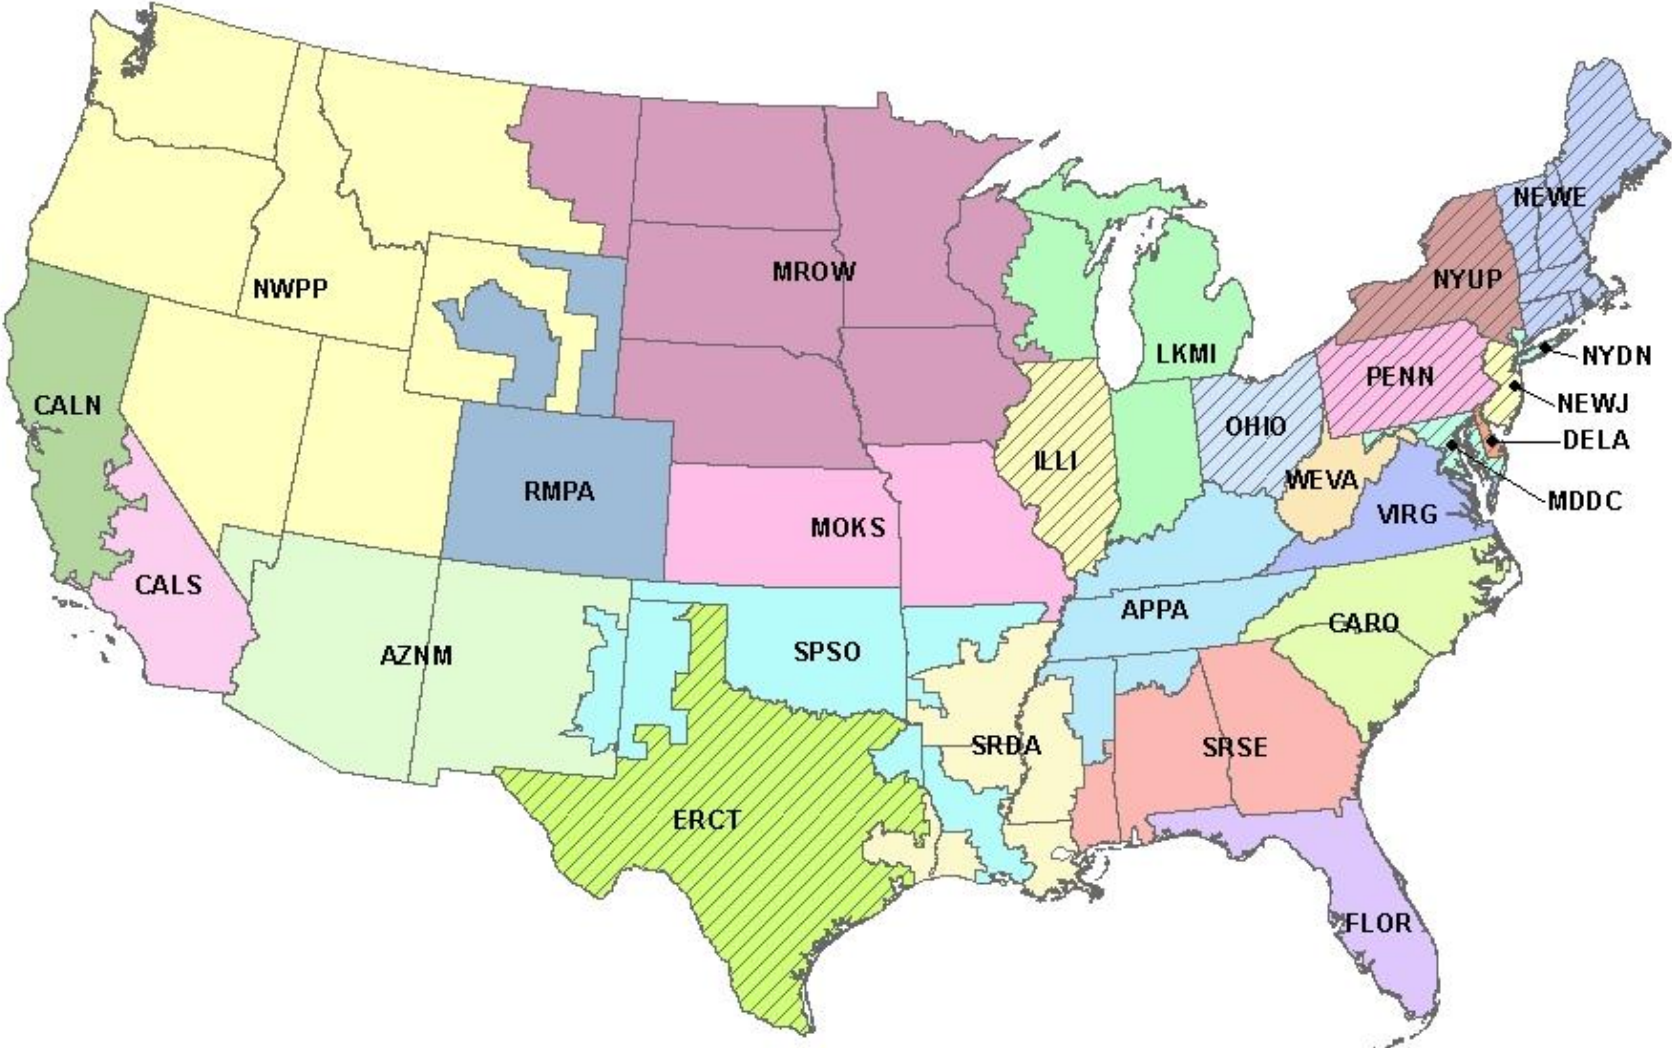 NEWE
MROW
NYUP
NWPP
LKMI
NYDN
PENN
CALN
NEWJ
OHIO
DELA
ILLI
WEVA
RMPA
MDDC
VIRG
MOKS
CALS
APPA
CARO
AZNM
SPSO
SRDA
SRSE
ERCT
FLOR